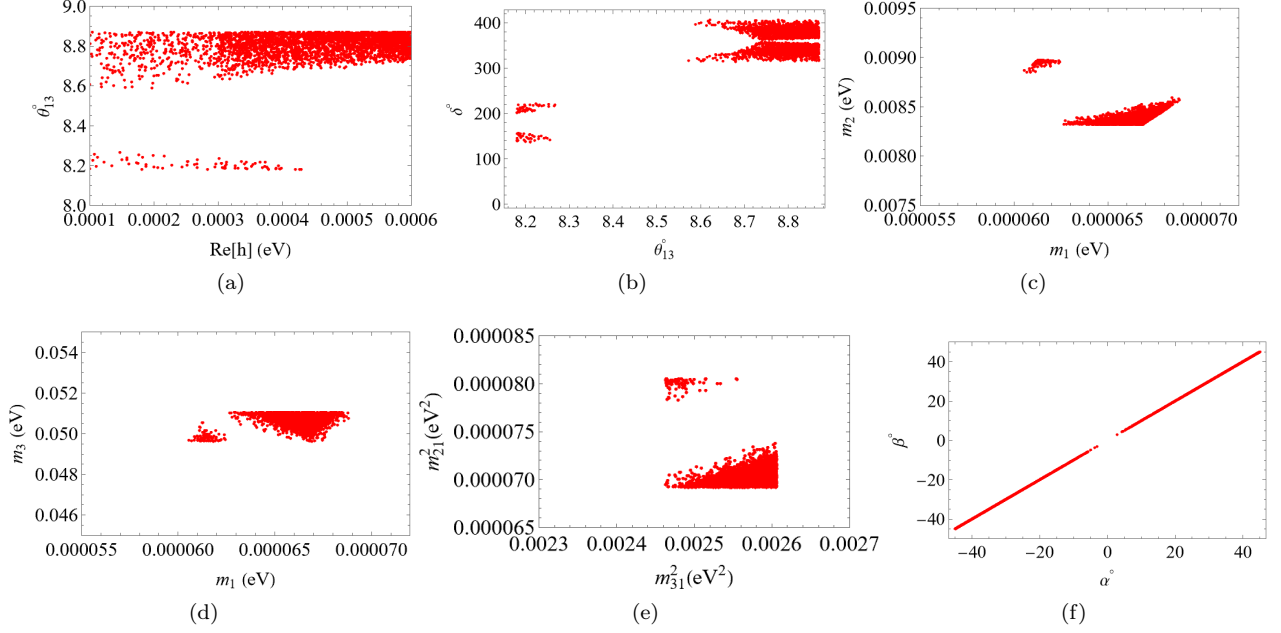 9.0
8.8
8.6
8.4
8.2
8.0
θ°13
0.0001 0.0002 0.0003 0.0004 0.0005 0.0006
Re[h] (eV)
(a)
400
300
200
100
0
δ°
8.2 8.3 8.4 8.5 8.6 8.7 8.8
θ°13
(b)
0.0095
0.0090
0.0085
0.0080
0.0075
m2 (eV)
0.000055 0.000060 0.000065 0.000070
m1 (eV)
(c)
0.054
0.052
0.050
0.048
0.046
m3 (eV)
0.000055 0.000060 0.000065 0.000070
m1 (eV)
(d)
0.000085
0.000080
0.000075
0.000070
0.000065
m²21(eV²)
0.0023 0.0024 0.0025 0.0026 0.0027
m²31(eV²)
(e)
40
20
0
−20
−40
β°
−40 −20 0 20 40
α°
(f)